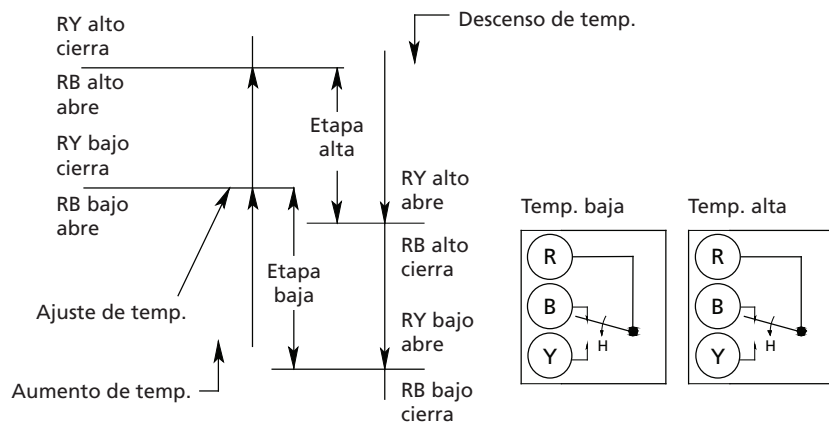 RY alto
cierra
RB alto
abre
RY bajo
cierra
RB bajo
abre
Ajuste de temp.
Aumento de temp.
Descenso de temp.
Etapa
alta
Etapa
baja
RY alto
abre
RB alto
cierra
RY bajo
abre
RB bajo
cierra
Temp. baja
R
B
Y
H
Temp. alta
R
B
Y
H